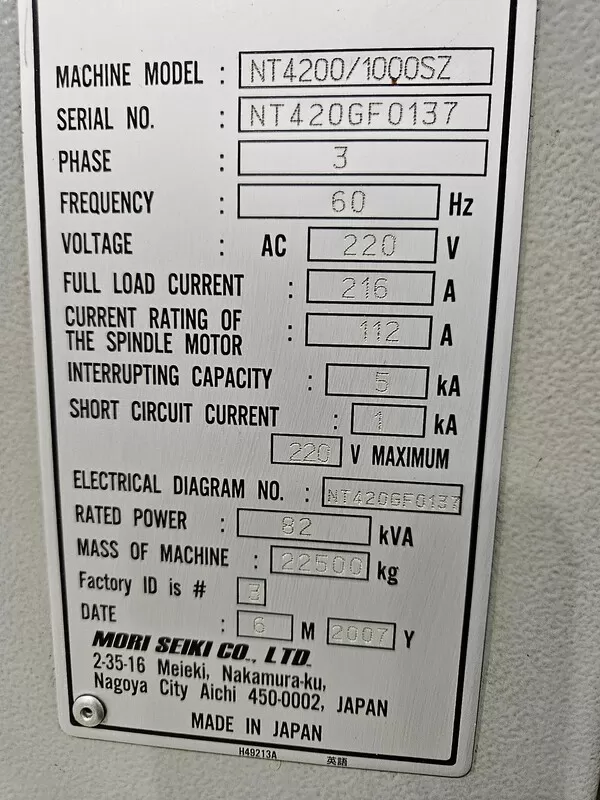 MACHINE MODEL : NT4200/1000SZ
SERIAL NO. : NT420GF0137
PHASE : 3
FREQUENCY : 60 Hz
VOLTAGE : AC 220 V
FULL LOAD CURRENT : 216 A
CURRENT RATING OF
THE SPINDLE MOTOR : 112 A
INTERRUPTING CAPACITY : 5 kA
SHORT CIRCUIT CURRENT : 1 kA
220 V MAXIMUM
ELECTRICAL DIAGRAM NO. : NT420GF0137
RATED POWER : 82 kVA
MASS OF MACHINE : 22500 kg
Factory ID is # 3
DATE : 6 M 2007 Y
MORI SEIKI CO., LTD.
2-35-16 Meieki, Nakamura-ku,
Nagoya City Aichi 450-0002, JAPAN
MADE IN JAPAN
H49213A 英語